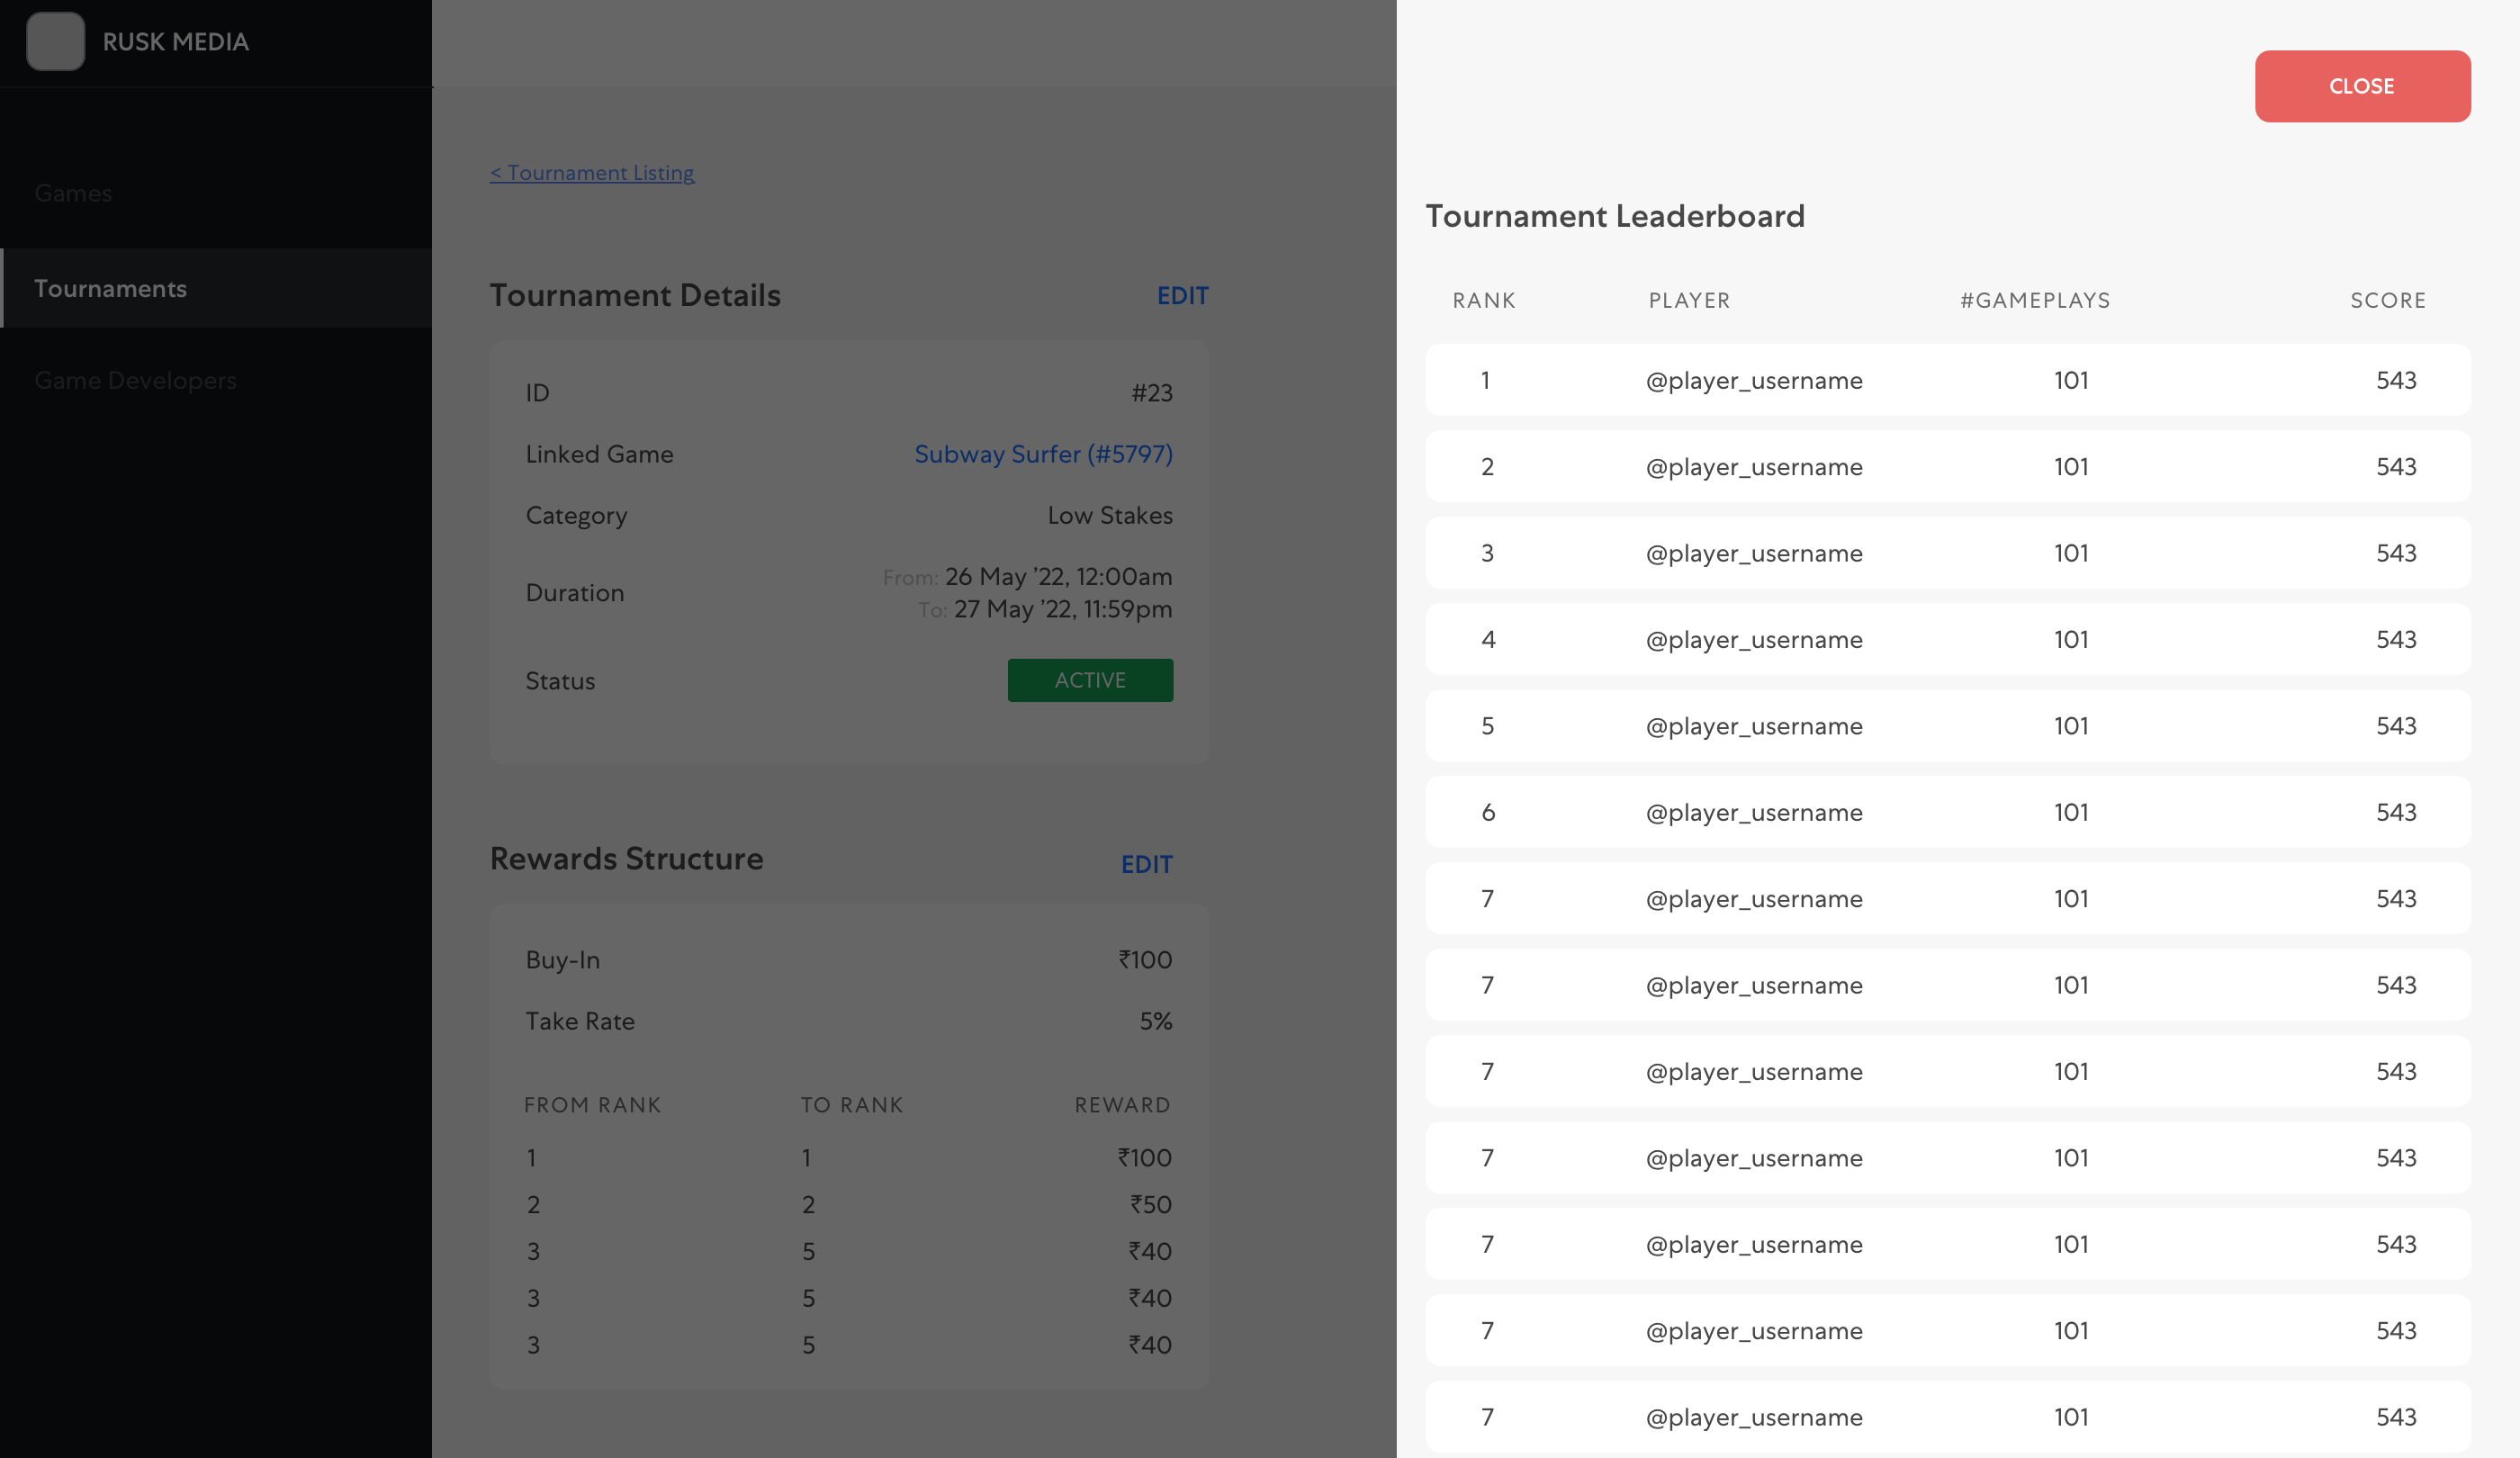 RUSK MEDIA
Games
Tournaments
Game Developers
< Tournament Listing
Tournament Details EDIT
ID #23
Linked Game Subway Surfer (#5797)
Category Low Stakes
Duration From: 26 May ’22, 12:00am
To: 27 May ’22, 11:59pm
Status ACTIVE
Rewards Structure EDIT
Buy-In ₹100
Take Rate 5%
FROM RANK TO RANK REWARD
1 1 ₹100
2 2 ₹50
3 5 ₹40
3 5 ₹40
3 5 ₹40
CLOSE
Tournament Leaderboard
RANK PLAYER #GAMEPLAYS SCORE
1 @player_username 101 543
2 @player_username 101 543
3 @player_username 101 543
4 @player_username 101 543
5 @player_username 101 543
6 @player_username 101 543
7 @player_username 101 543
7 @player_username 101 543
7 @player_username 101 543
7 @player_username 101 543
7 @player_username 101 543
7 @player_username 101 543
7 @player_username 101 543